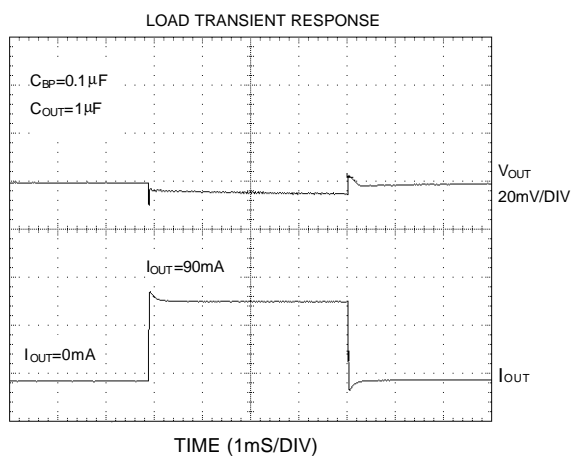 LOAD TRANSIENT RESPONSE
CBP=0.1μF
COUT=1μF
VOUT
20mV/DIV
IOUT=90mA
IOUT=0mA
IOUT
TIME (1mS/DIV)